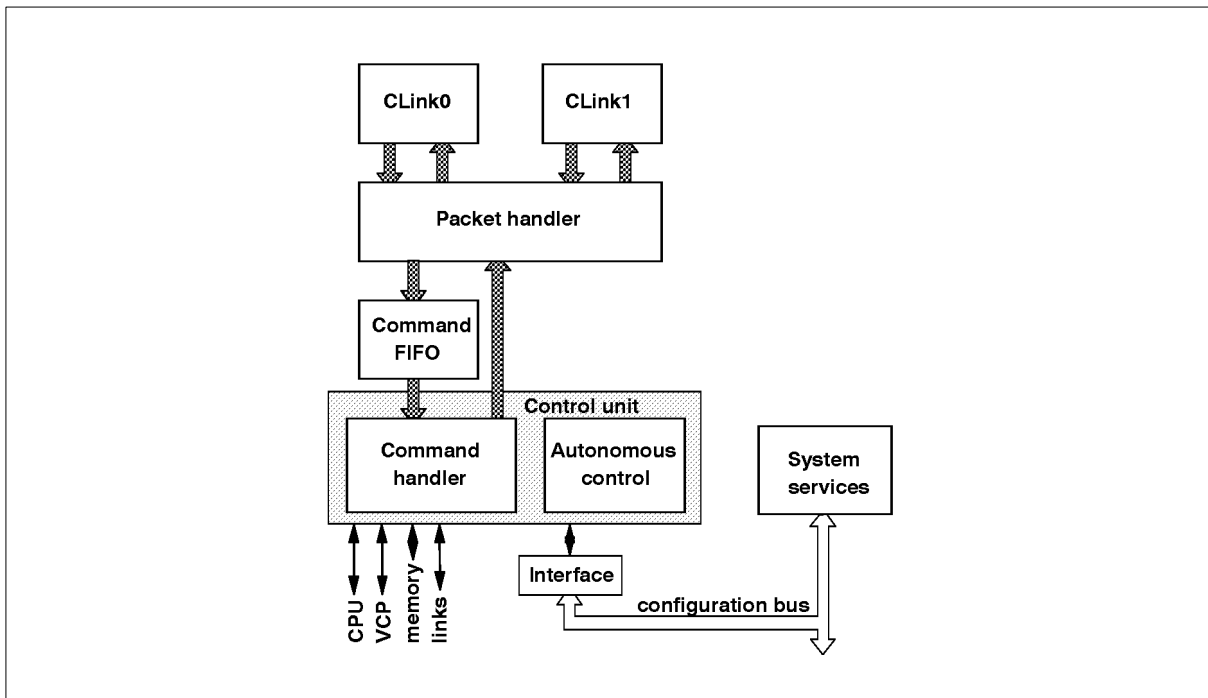 CLink0
CLink1
Packet handler
Command
FIFO
Control unit
Command
handler
Autonomous
control
System
services
CPU
VCP
memory
links
Interface
configuration bus